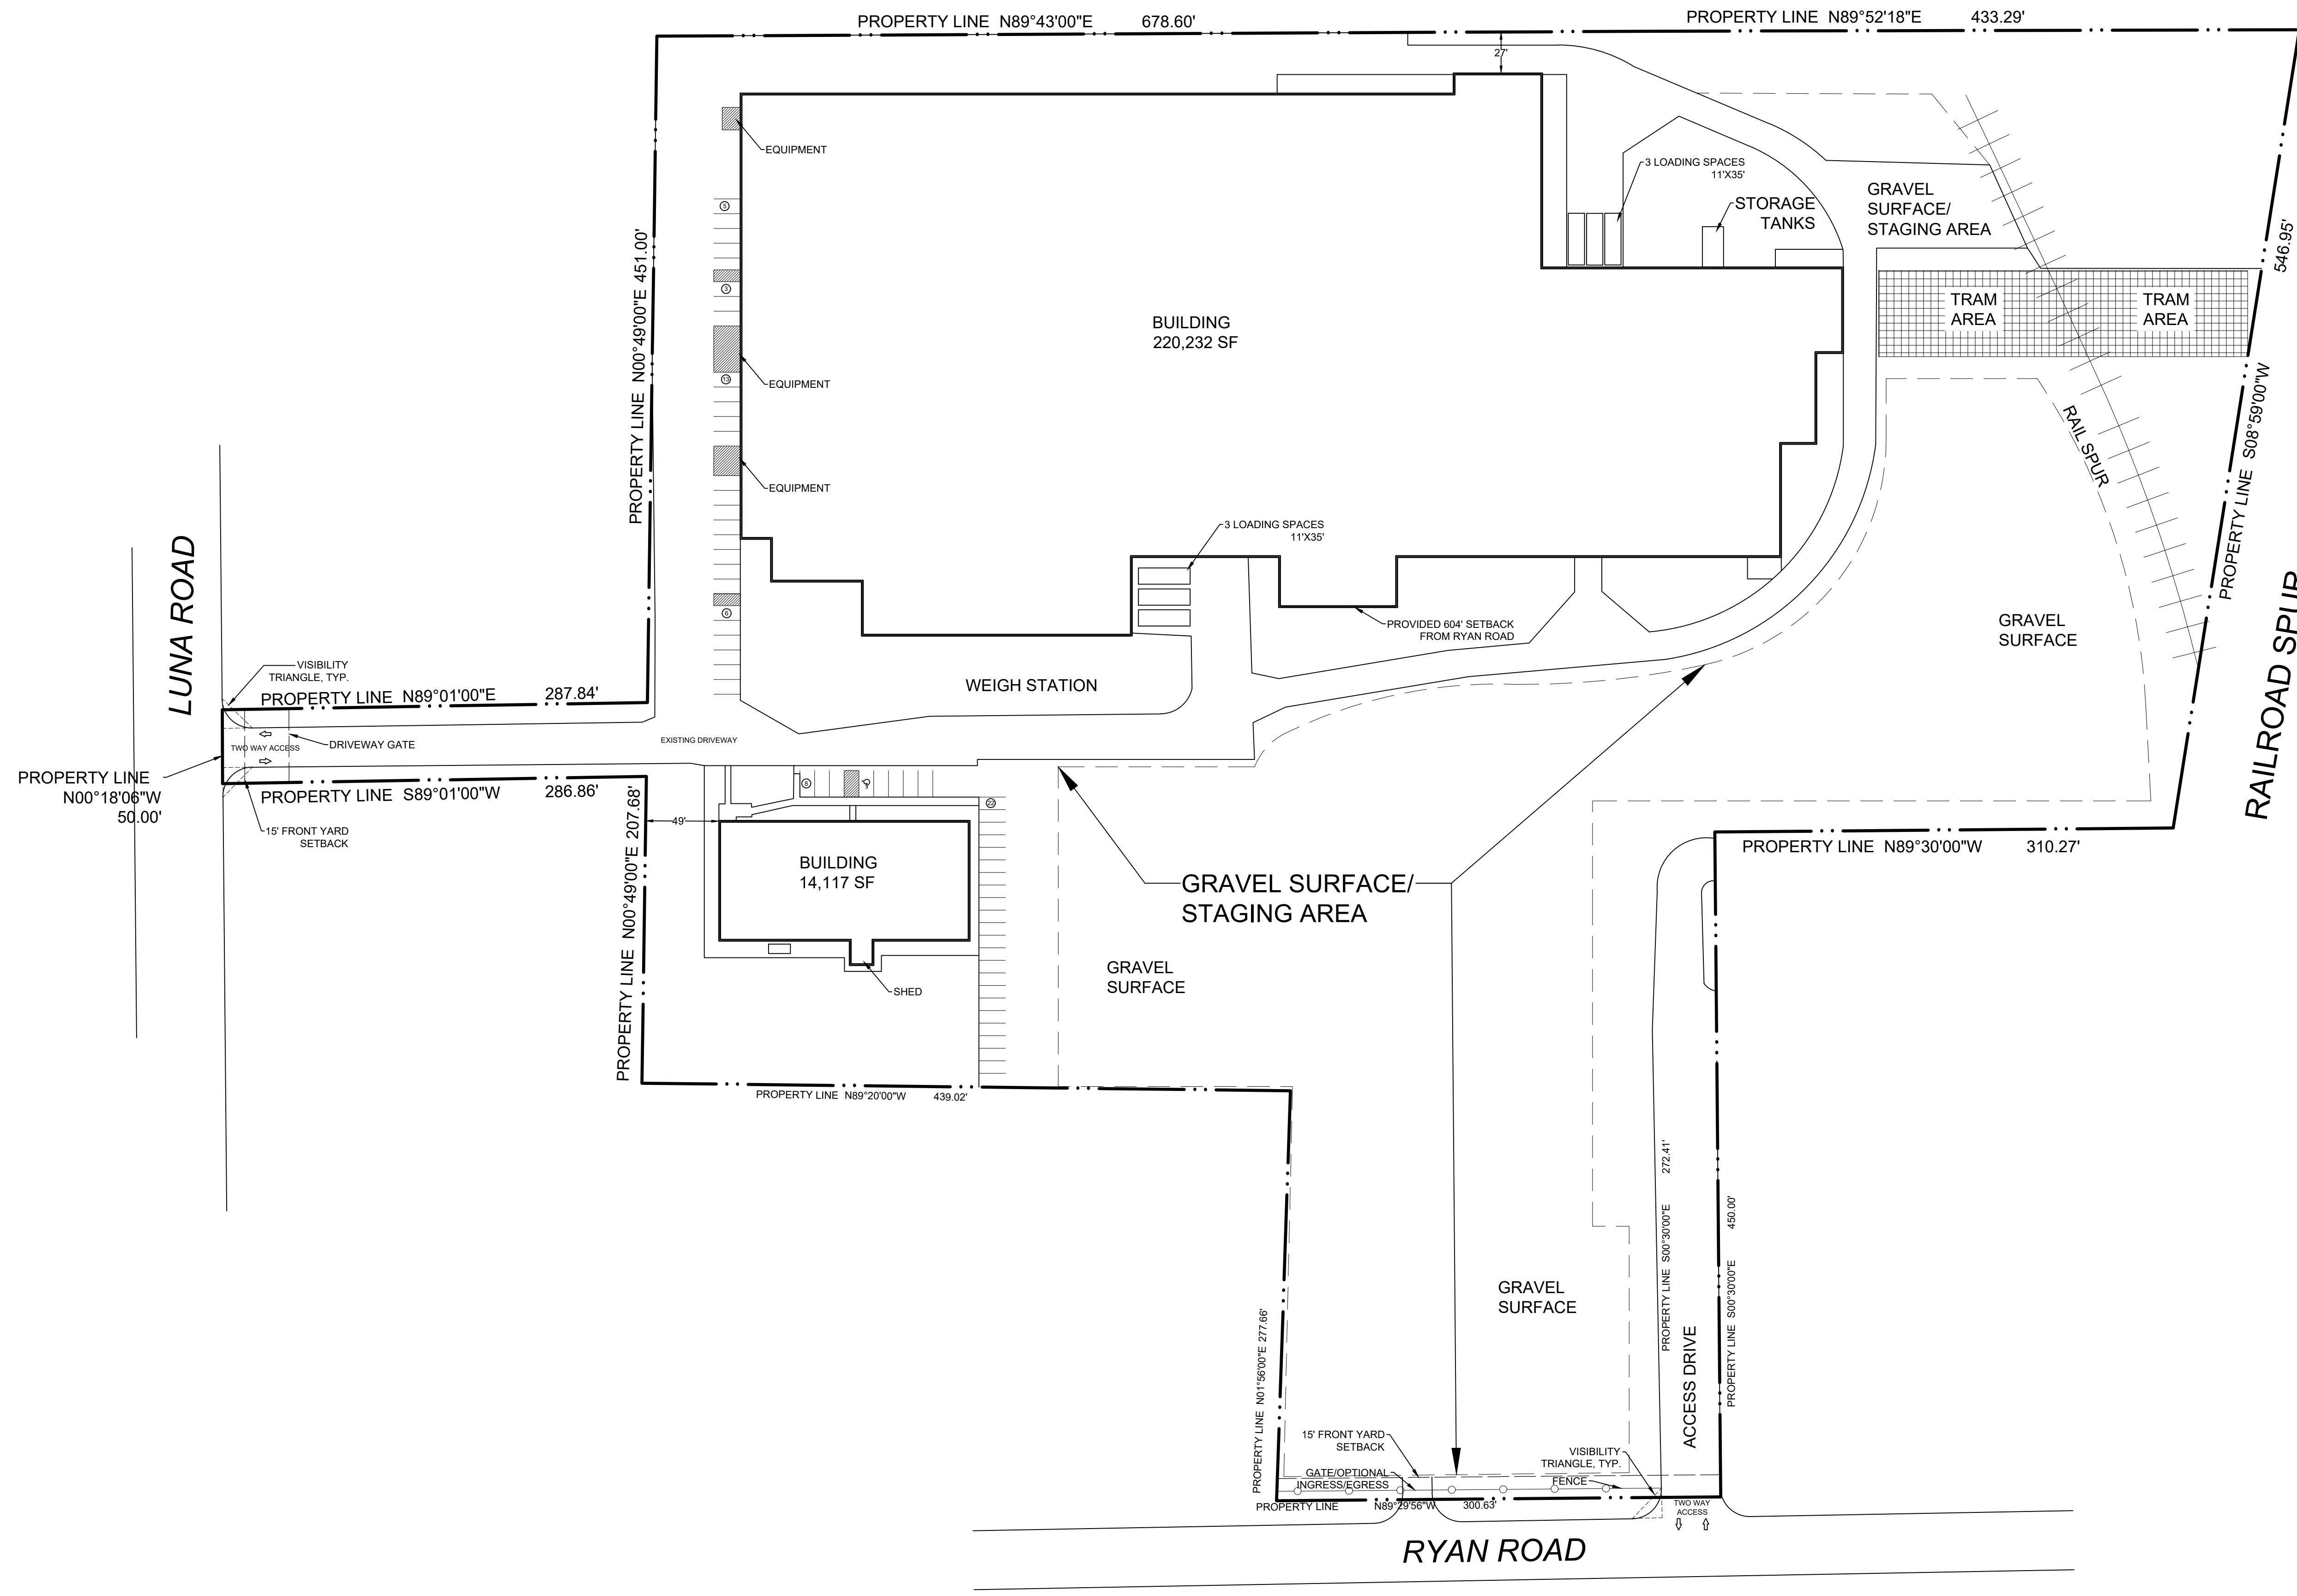 PROPERTY LINE N89°43'00"E 678.60'
PROPERTY LINE N89°52'18"E 433.29'
27'
EQUIPMENT
3 LOADING SPACES
11'X35'
STORAGE
TANKS
GRAVEL
SURFACE/
STAGING AREA
5
3
13
6
PROPERTY LINE N00°49'00"E 451.00'
546.95'
TRAM
AREA
TRAM
AREA
BUILDING
220,232 SF
EQUIPMENT
EQUIPMENT
RAIL SPUR
PROPERTY LINE S08°59'00"W
RAILROAD SPUR
3 LOADING SPACES
11'X35'
PROVIDED 604' SETBACK
FROM RYAN ROAD
GRAVEL
SURFACE
LUNA ROAD
VISIBILITY
TRIANGLE, TYP.
PROPERTY LINE N89°01'00"E 287.84'
WEIGH STATION
TWO WAY ACCESS
DRIVEWAY GATE
EXISTING DRIVEWAY
PROPERTY LINE
N00°18'06"W
50.00'
PROPERTY LINE S89°01'00"W 286.86'
15' FRONT YARD
SETBACK
8
22
49'
PROPERTY LINE N00°49'00"E 207.68'
BUILDING
14,117 SF
SHED
GRAVEL SURFACE/
STAGING AREA
PROPERTY LINE N89°30'00"W 310.27'
GRAVEL
SURFACE
PROPERTY LINE N89°20'00"W 439.02'
PROPERTY LINE S00°30'00"E 272.41'
PROPERTY LINE S00°30'00"E 450.00'
GRAVEL
SURFACE
ACCESS DRIVE
PROPERTY LINE N01°56'00"E 277.66'
15' FRONT YARD
SETBACK
GATE/OPTIONAL
INGRESS/EGRESS
VISIBILITY
TRIANGLE, TYP.
FENCE
PROPERTY LINE N89°29'56"W 300.63'
TWO WAY
ACCESS
RYAN ROAD